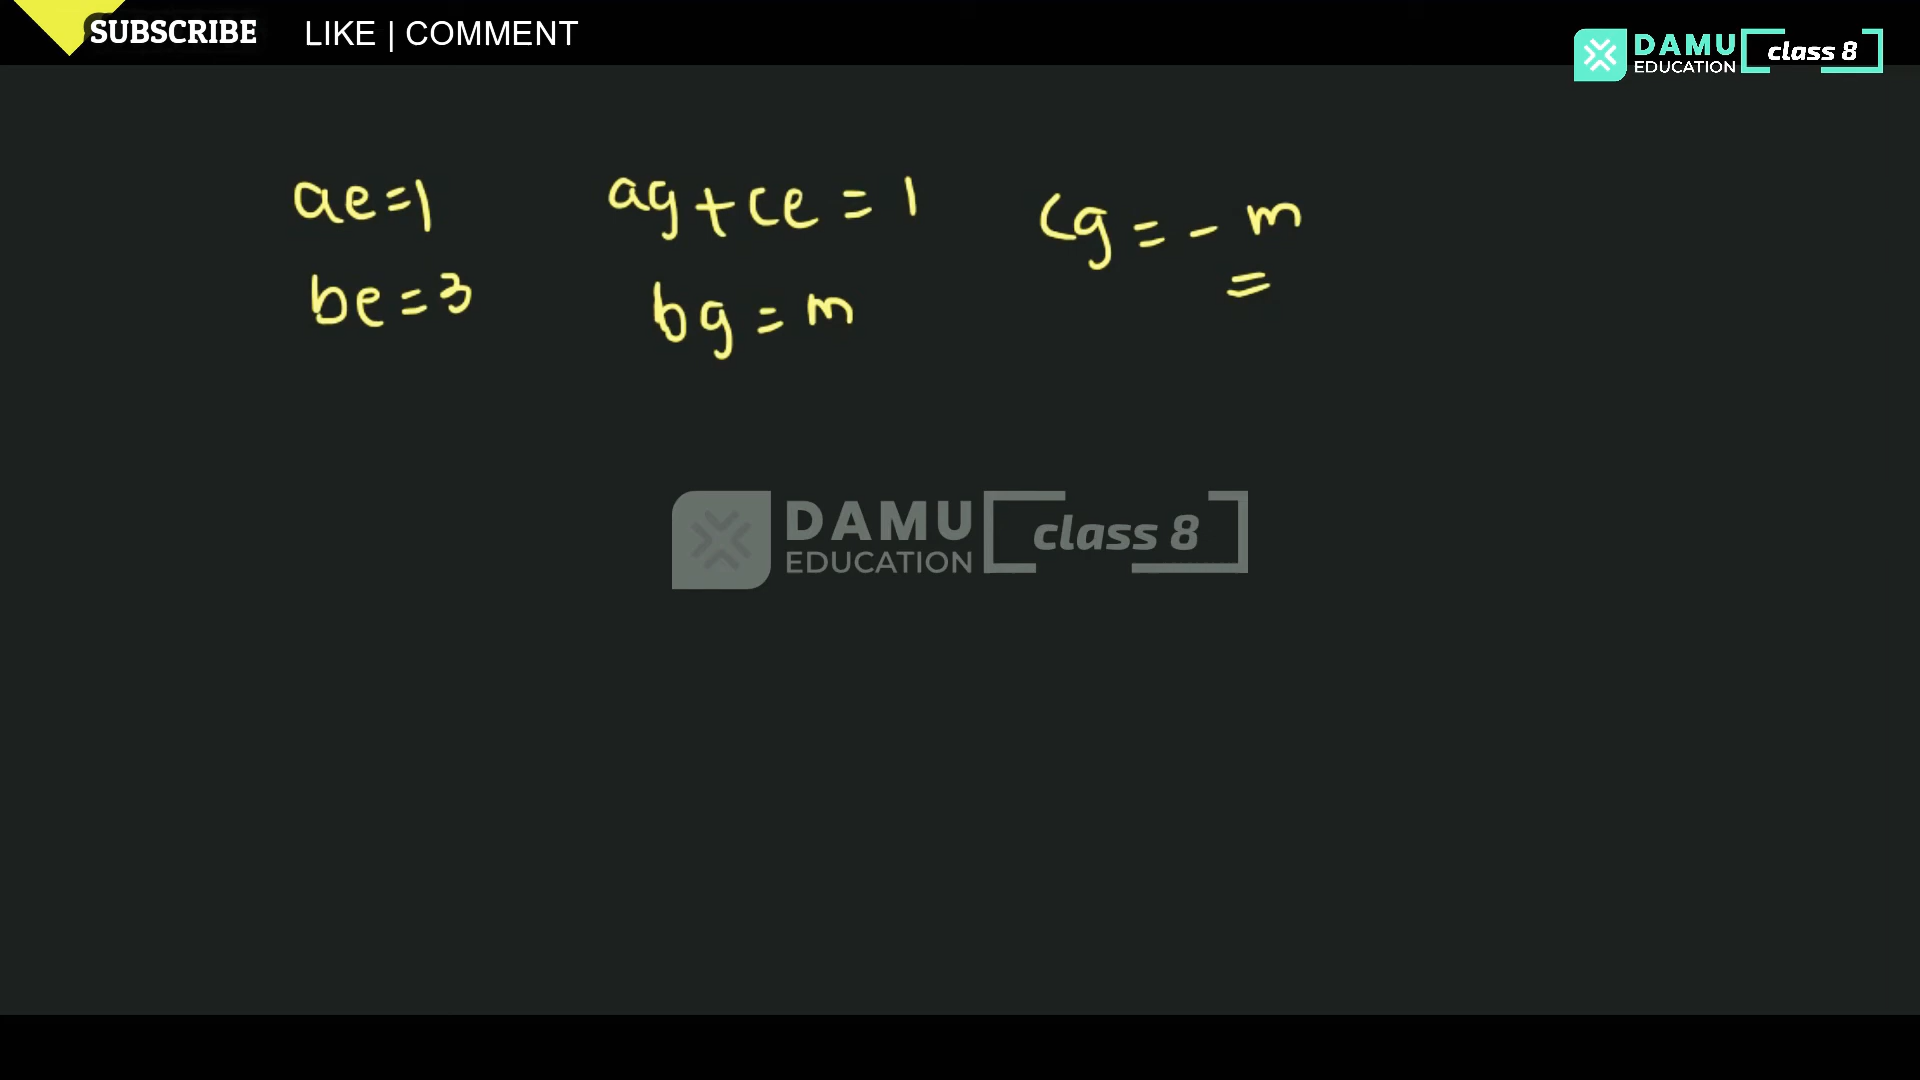 SUBSCRIBE LIKE | COMMENT
DAMU EDUCATION class 8
ae=1 ag+ce=1 cg=-m
be=3 bg=m =
DAMU EDUCATION class 8